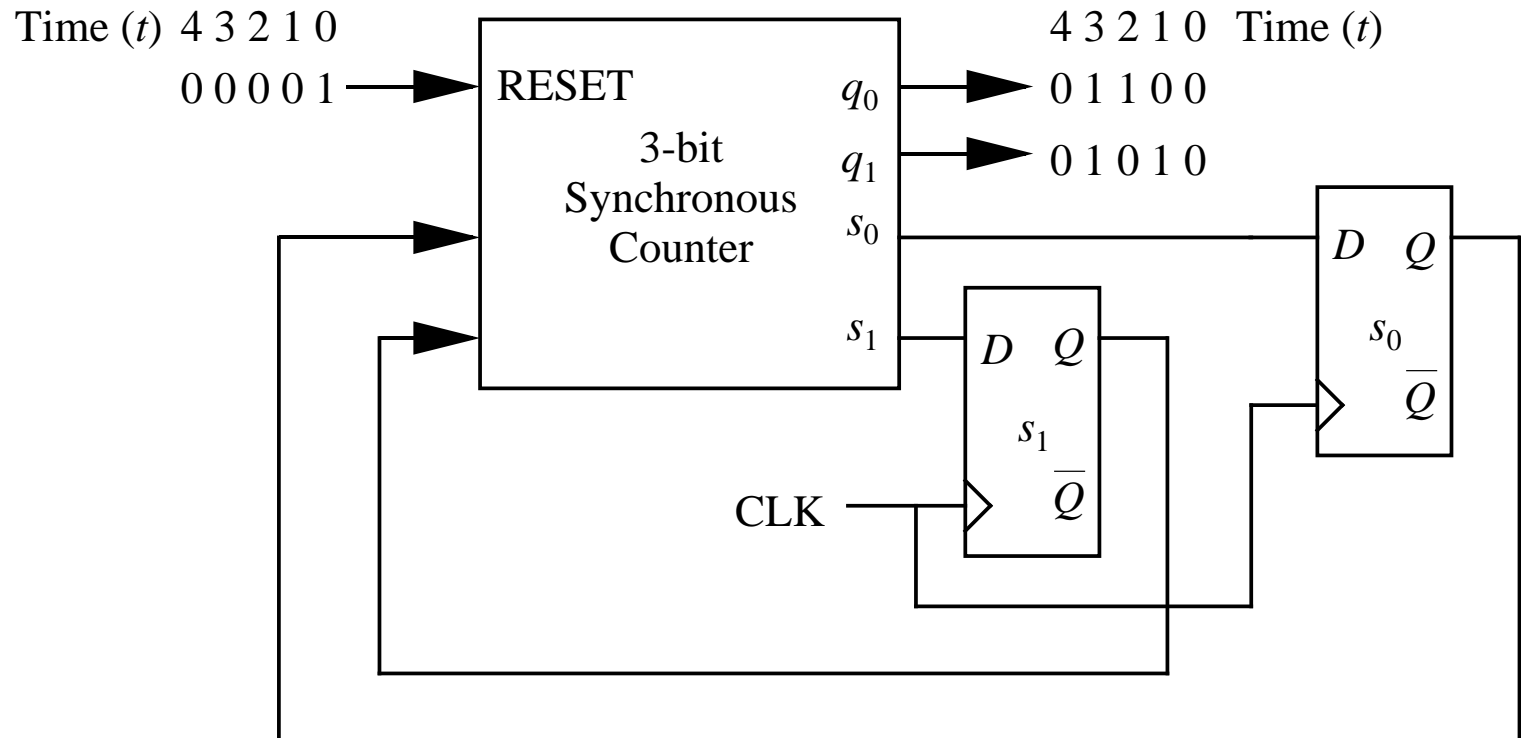 Time (t) 4 3 2 1 0
4 3 2 1 0 Time (t)
0 0 0 0 1
RESET
q0
0 1 1 0 0
3-bit
q1
0 1 0 1 0
Synchronous
s0
Counter
D Q
s0
Q
s1
D Q
s1
Q
CLK